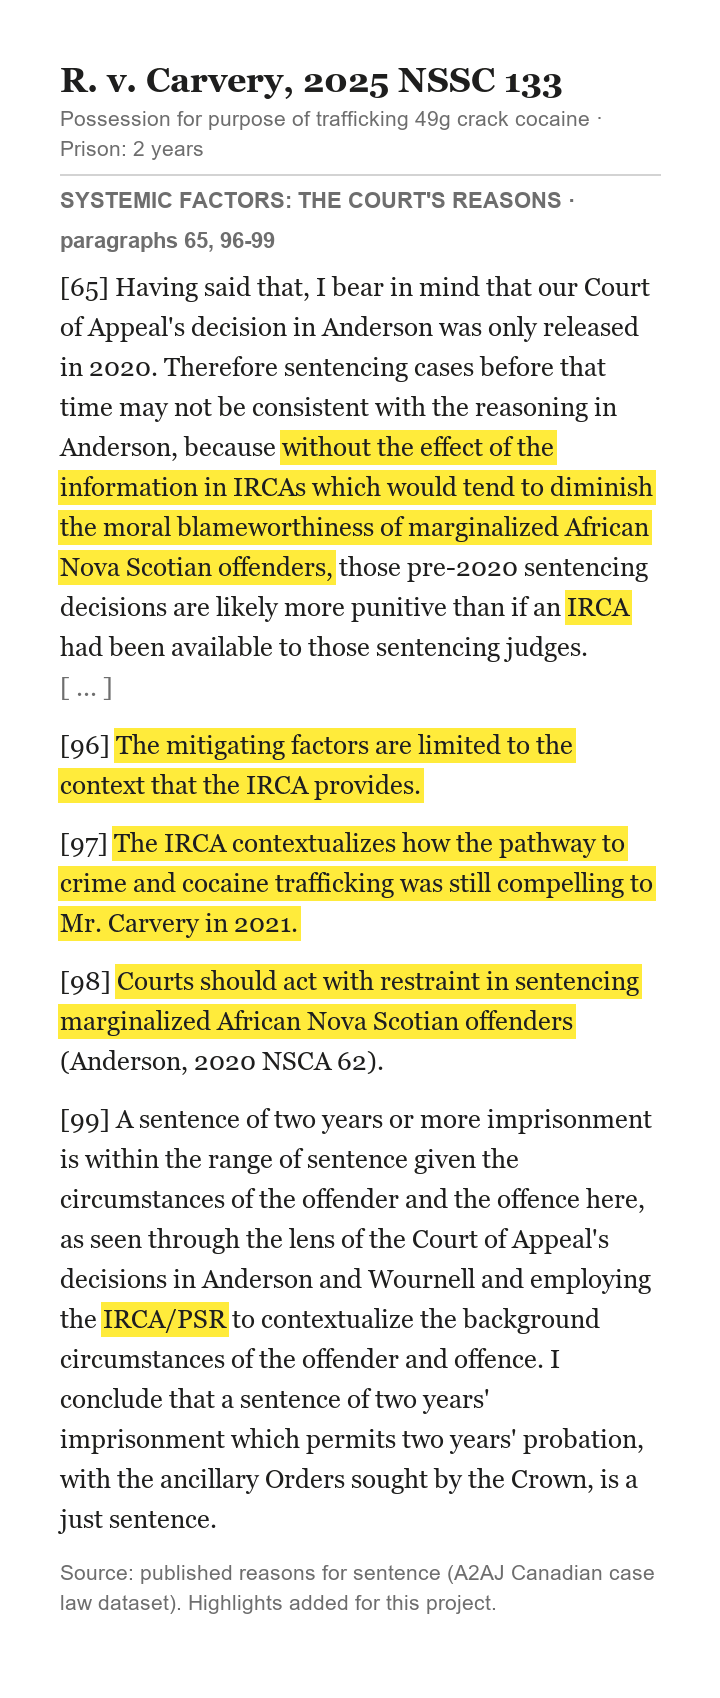 R. v. Carvery, 2025 NSSC 133
Possession for purpose of trafficking 49g crack cocaine ·
Prison: 2 years
SYSTEMIC FACTORS: THE COURT'S REASONS ·
paragraphs 65, 96-99
[65] Having said that, I bear in mind that our Court
of Appeal's decision in Anderson was only released
in 2020. Therefore sentencing cases before that
time may not be consistent with the reasoning in
Anderson, because without the effect of the
information in IRCAs which would tend to diminish
the moral blameworthiness of marginalized African
Nova Scotian offenders, those pre-2020 sentencing
decisions are likely more punitive than if an IRCA
had been available to those sentencing judges.
[ ... ]
[96] The mitigating factors are limited to the
context that the IRCA provides.
[97] The IRCA contextualizes how the pathway to
crime and cocaine trafficking was still compelling to
Mr. Carvery in 2021.
[98] Courts should act with restraint in sentencing
marginalized African Nova Scotian offenders
(Anderson, 2020 NSCA 62).
[99] A sentence of two years or more imprisonment
is within the range of sentence given the
circumstances of the offender and the offence here,
as seen through the lens of the Court of Appeal's
decisions in Anderson and Wournell and employing
the IRCA/PSR to contextualize the background
circumstances of the offender and offence. I
conclude that a sentence of two years'
imprisonment which permits two years' probation,
with the ancillary Orders sought by the Crown, is a
just sentence.
Source: published reasons for sentence (A2AJ Canadian case
law dataset). Highlights added for this project.